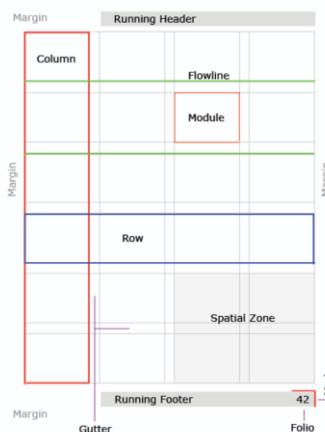 Margin
Running Header
Column
Flowline
Module
Margin
Row
Spatial Zone
Running Footer
42
Margin
Gutter
Folio